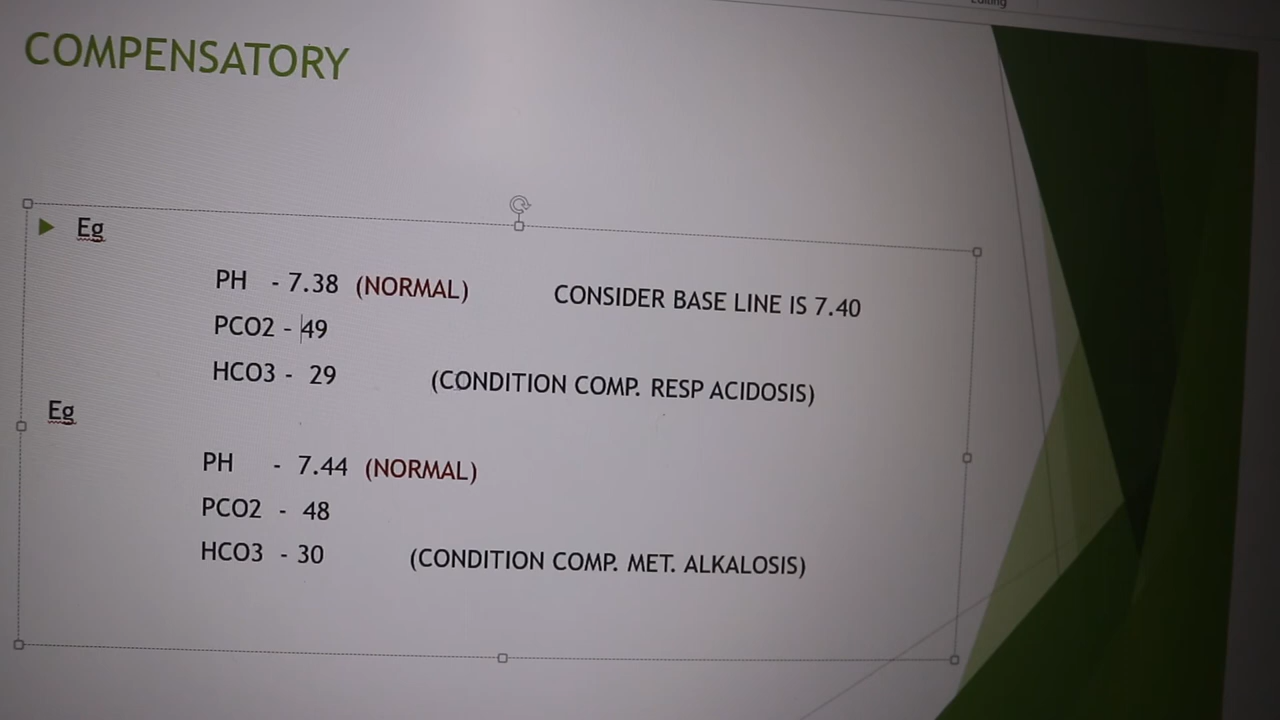 COMPENSATORY
Eg
PH - 7.38 (NORMAL) CONSIDER BASE LINE IS 7.40
PCO2 - 49
HCO3 - 29 (CONDITION COMP. RESP ACIDOSIS)
Eg
PH - 7.44 (NORMAL)
PCO2 - 48
HCO3 - 30 (CONDITION COMP. MET. ALKALOSIS)